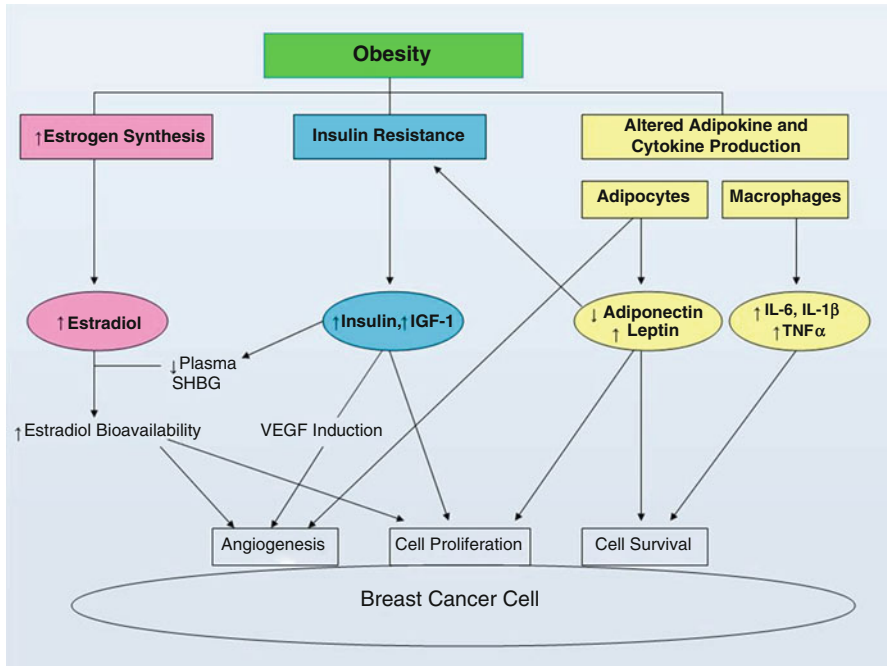 Obesity
↑Estrogen Synthesis
Insulin Resistance
Altered Adipokine and
Cytokine Production
Adipocytes
Macrophages
↑Estradiol
↑Insulin,↑IGF-1
↓ Adiponectin
↑ Leptin
↑ IL-6, IL-1β
↑TNFα
↓Plasma
SHBG
↑Estradiol Bioavailability
VEGF Induction
Angiogenesis
Cell Proliferation
Cell Survival
Breast Cancer Cell